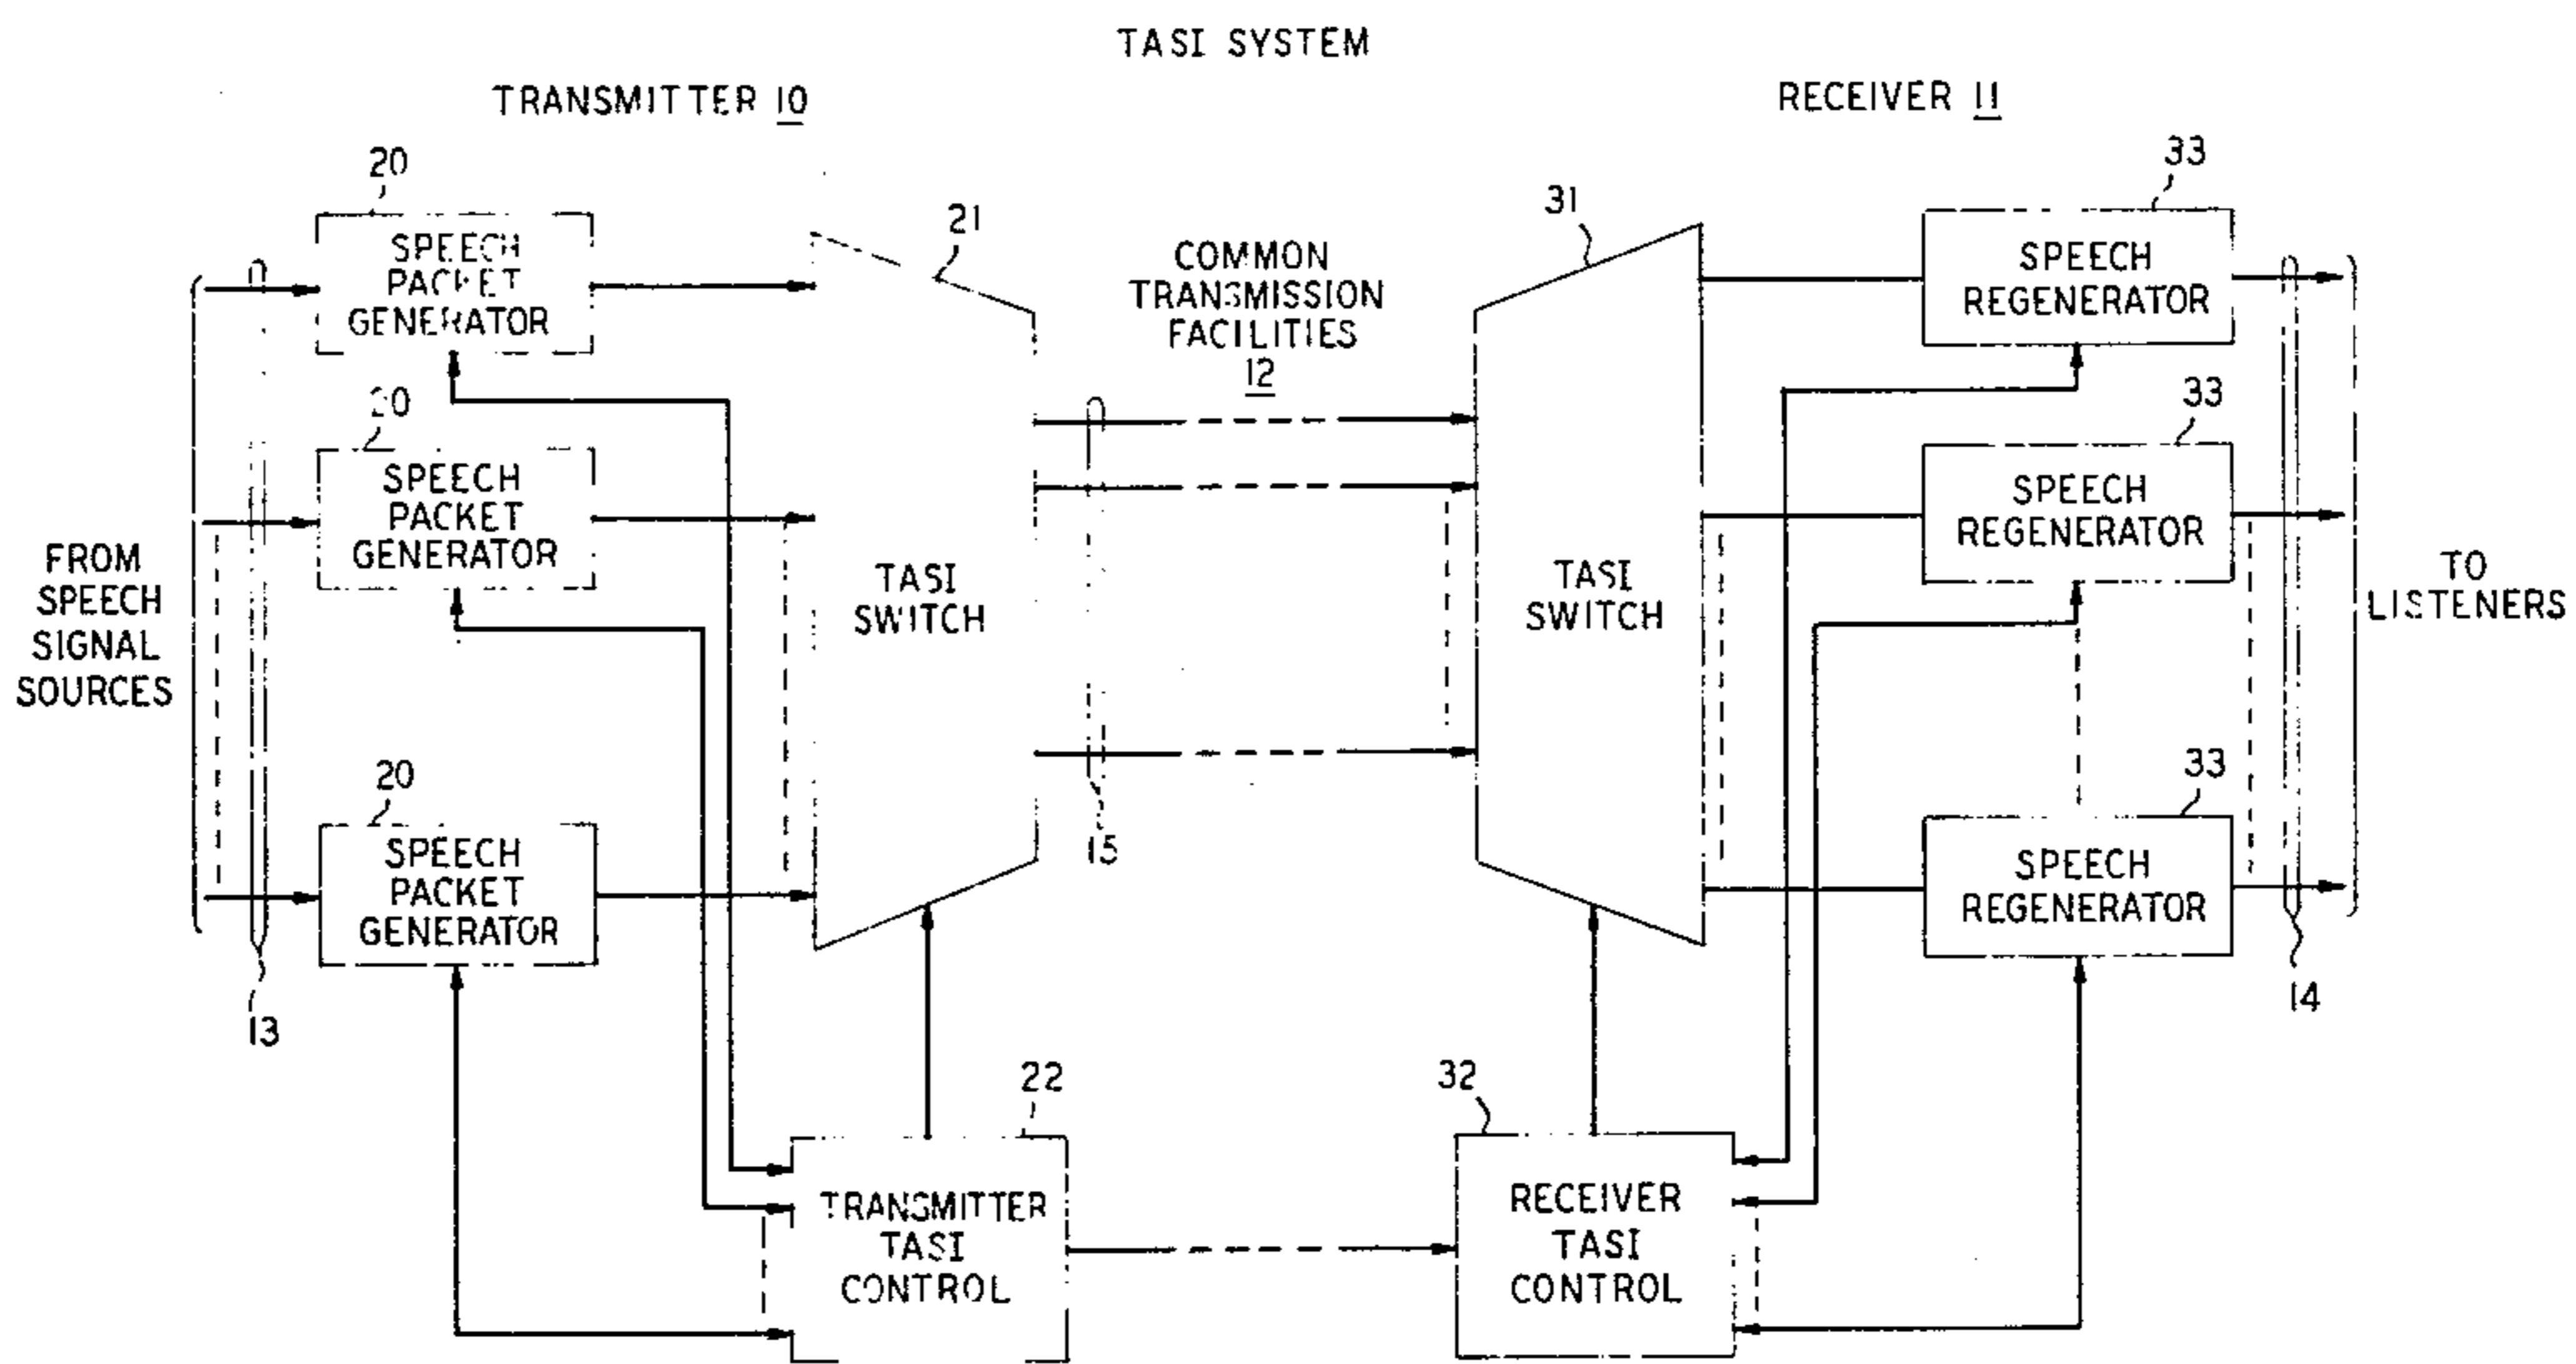 TASI SYSTEM
TRANSMITTER 10
RECEIVER 11
20
SPEECH
PACKET
GENERATOR
21
COMMON
TRANSMISSION
FACILITIES
12
31
33
SPEECH
REGENERATOR
20
SPEECH
PACKET
GENERATOR
33
SPEECH
REGENERATOR
FROM
SPEECH
SIGNAL
SOURCES
TASI
SWITCH
TASI
SWITCH
TO
LISTENERS
20
SPEECH
PACKET
GENERATOR
15
33
SPEECH
REGENERATOR
13
14
22
TRANSMITTER
TASI
CONTROL
32
RECEIVER
TASI
CONTROL